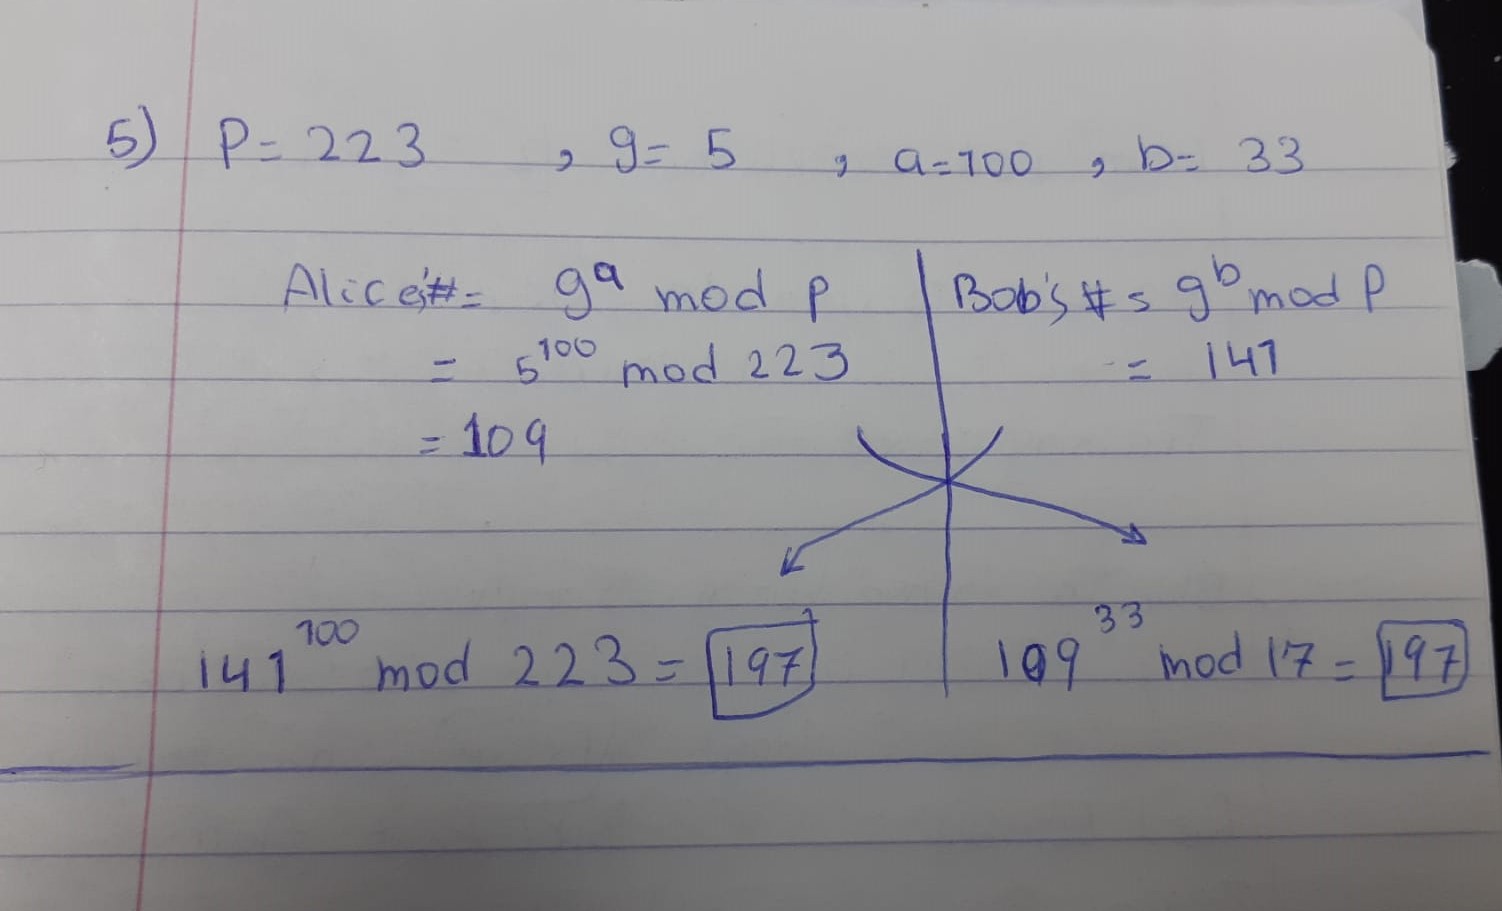 5) P= 223 , g= 5 , a=100 , b= 33
Alice's #= g^a mod p
Bob's #= g^b mod P
= 5^100 mod 223
= 141
= 109
141^100 mod 223 = 197
109^33 mod 17 = 197